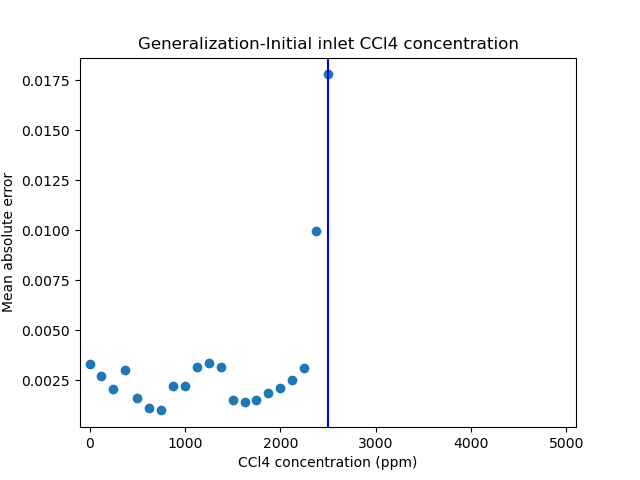 Generalization-Initial inlet CCl4 concentration
0.0175
0.0150
0.0125
0.0100
0.0075
0.0050
0.0025
Mean absolute error
0 1000 2000 3000 4000 5000
CCl4 concentration (ppm)